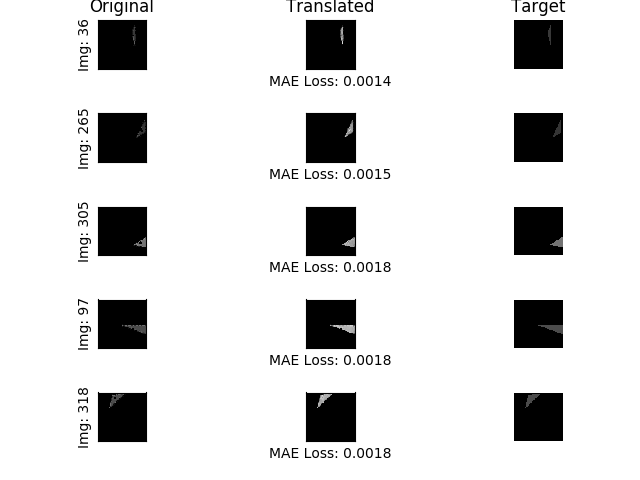 Original Translated Target
Img: 36
MAE Loss: 0.0014
Img: 265
MAE Loss: 0.0015
Img: 305
MAE Loss: 0.0018
Img: 97
MAE Loss: 0.0018
Img: 318
MAE Loss: 0.0018